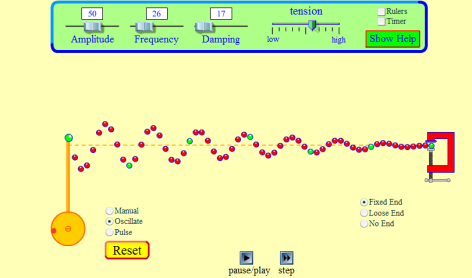 50 26 17
Amplitude Frequency Damping
tension
low high
Rulers
Timer
Show Help
Manual
Oscillate
Pulse
Reset
Fixed End
Loose End
No End
pause/play step